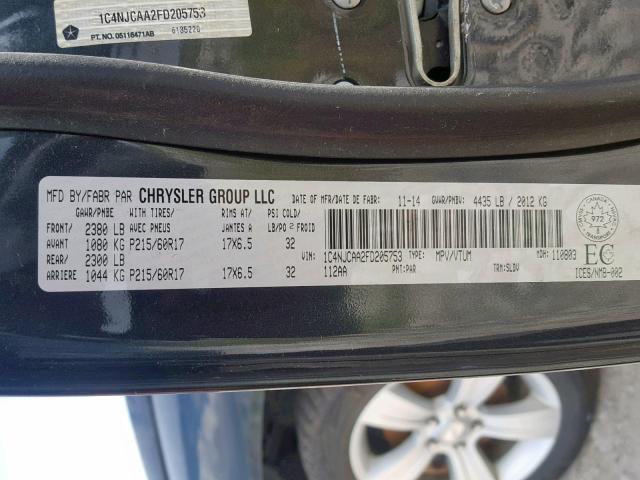 1C4NJCAA2FD205753
PT. NO. 05116471AB 6135220
MFD BY/FABR PAR CHRYSLER GROUP LLC DATE OF MFR/DATE DE FABR: 11-14 GVWR/PNBV: 4435 LB / 2012 KG
GAWR/PNBE WITH TIRES/ RIMS AT/ PSI COLD/
FRONT/ 2380 LB AVEC PNEUS JANTES A LB/PO 2 FROID
AVANT 1080 KG P215/60R17 17X6.5 32
REAR/ 2300 LB
ARRIERE 1044 KG P215/60R17 17X6.5 32
VIN: 1C4NJCAA2FD205753 TYPE: MPV/VTUM MDH: 110803
112AA PNT:PAR TRM:SLDV
CANADA
972
EC
ICES/NMB-002